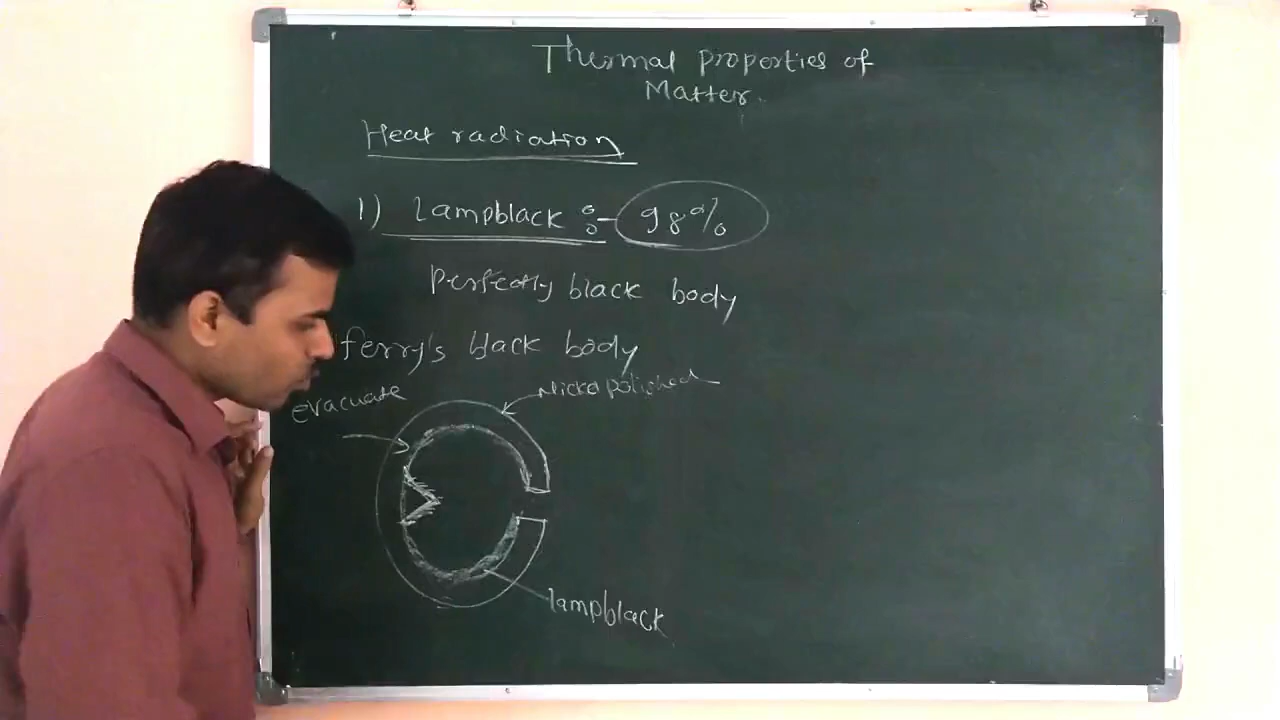 Thermal properties of
Matter.
Heat radiation
1) Lampblack :- 98%
Perfectly black body
ferry's black body
evacuate
Nickel polished
lampblack